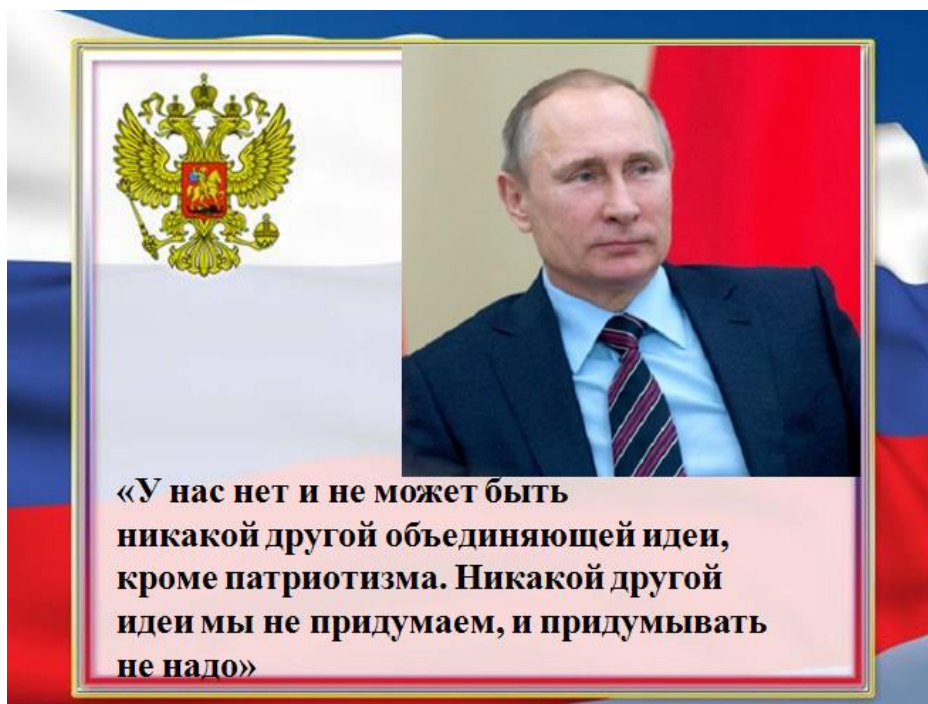 «У нас нет и не может быть
никакой другой объединяющей идеи,
кроме патриотизма. Никакой другой
идеи мы не придумаем, и придумывать
не надо»